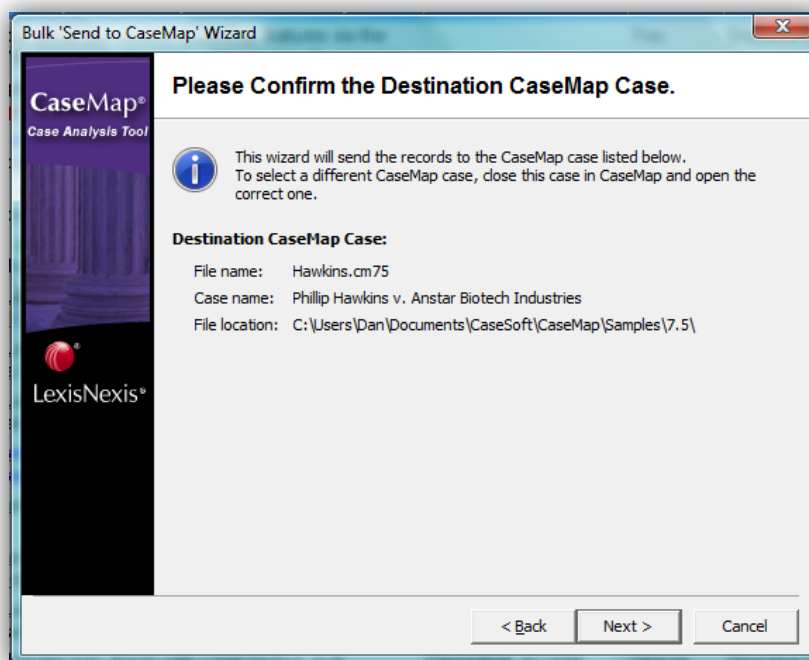 Bulk 'Send to CaseMap' Wizard
CaseMap®
Case Analysis Tool
LexisNexis®
Please Confirm the Destination CaseMap Case.
This wizard will send the records to the CaseMap case listed below.
To select a different CaseMap case, close this case in CaseMap and open the
correct one.
Destination CaseMap Case:
File name: Hawkins.cm75
Case name: Phillip Hawkins v. Anstar Biotech Industries
File location: C:\Users\Dan\Documents\CaseSoft\CaseMap\Samples\7.5\
< Back Next > Cancel